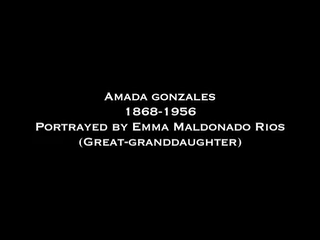 Amada gonzales
1868-1956
Portrayed by Emma Maldonado Rios
(Great-granddaughter)